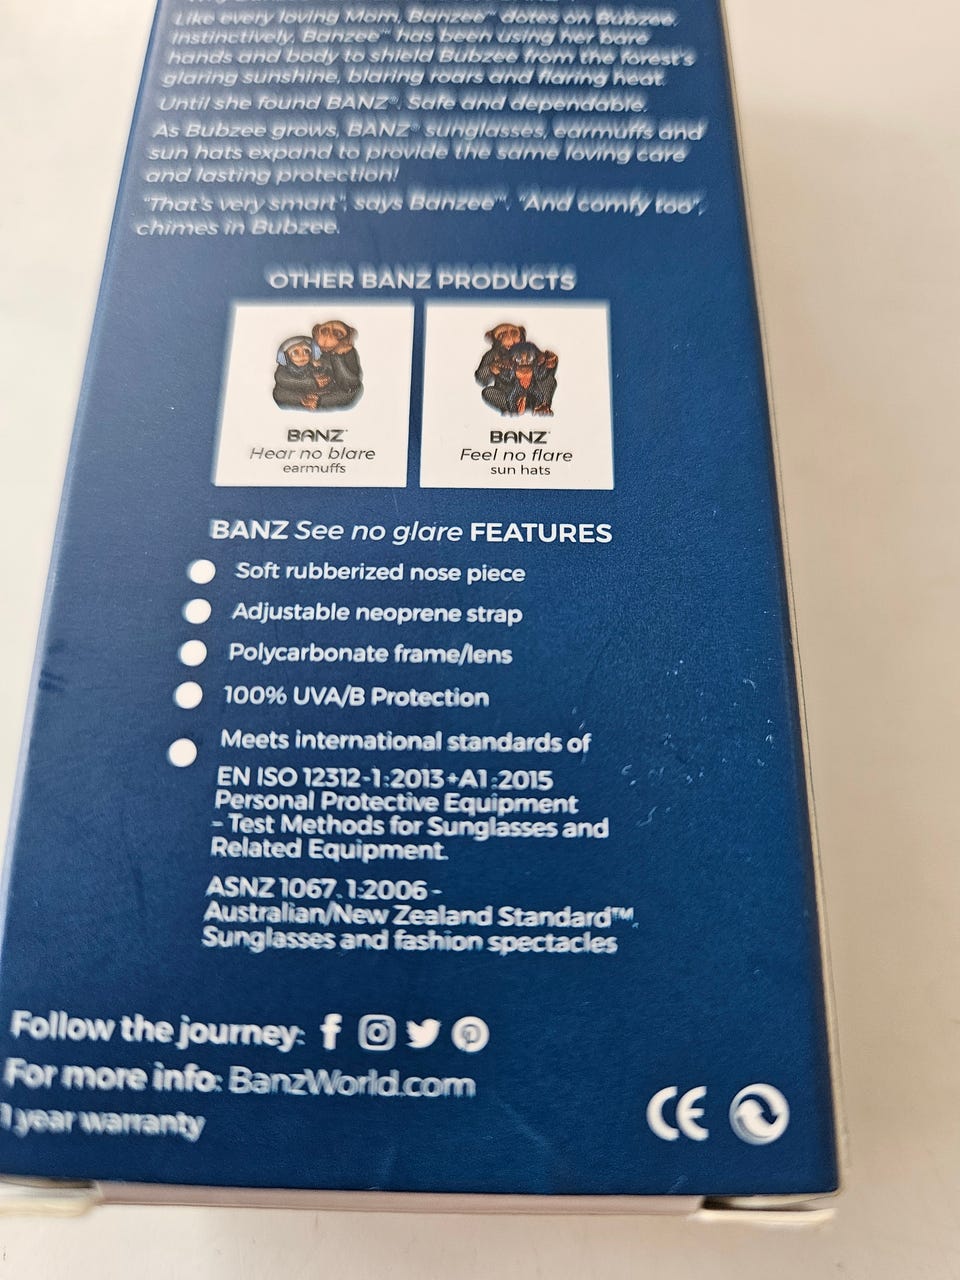 Like every loving Mom, Banzee™ dotes on Bubzee.
Instinctively, Banzee™ has been using her bare
hands and body to shield Bubzee from the forest's
glaring sunshine, blaring roars and flaring heat.
Until she found BANZ®. Safe and dependable.
As Bubzee grows, BANZ® sunglasses, earmuffs and
sun hats expand to provide the same loving care
and lasting protection!
"That's very smart", says Banzee™. "And comfy too",
chimes in Bubzee.
OTHER BANZ PRODUCTS
BANZ®
Hear no blare
earmuffs
BANZ®
Feel no flare
sun hats
BANZ See no glare FEATURES
Soft rubberized nose piece
Adjustable neoprene strap
Polycarbonate frame/lens
100% UVA/B Protection
Meets international standards of
EN ISO 12312-1:2013+A1:2015
Personal Protective Equipment
- Test Methods for Sunglasses and
Related Equipment.
ASNZ 1067.1:2006 -
Australian/New Zealand Standard™.
Sunglasses and fashion spectacles
Follow the journey:
For more info: BanzWorld.com
1 year warranty
CE